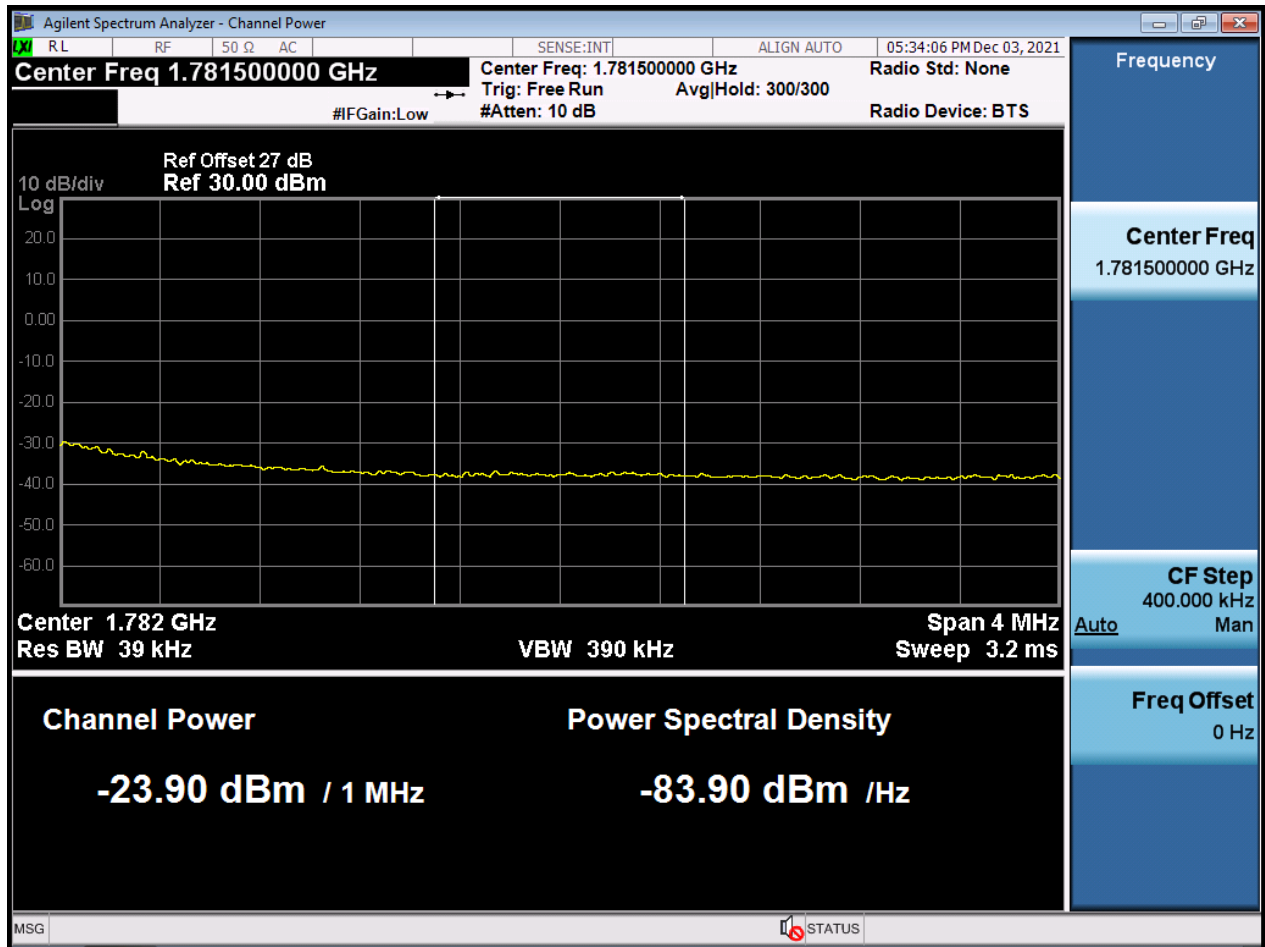 Agilent Spectrum Analyzer - Channel Power
LXI RL RF 50 Ω AC SENSE:INT ALIGN AUTO 05:34:06 PM Dec 03, 2021
Center Freq 1.781500000 GHz
#IFGain:Low
Center Freq: 1.781500000 GHz
Trig: Free Run Avg|Hold: 300/300
#Atten: 10 dB
Radio Std: None
Radio Device: BTS
Ref Offset 27 dB
10 dB/div Ref 30.00 dBm
Log
20.0
10.0
0.00
-10.0
-20.0
-30.0
-40.0
-50.0
-60.0
Center 1.782 GHz Span 4 MHz
Res BW 39 kHz VBW 390 kHz Sweep 3.2 ms
Channel Power Power Spectral Density
-23.90 dBm / 1 MHz -83.90 dBm /Hz
Frequency
Center Freq
1.781500000 GHz
CF Step
400.000 kHz
Auto Man
Freq Offset
0 Hz
MSG STATUS